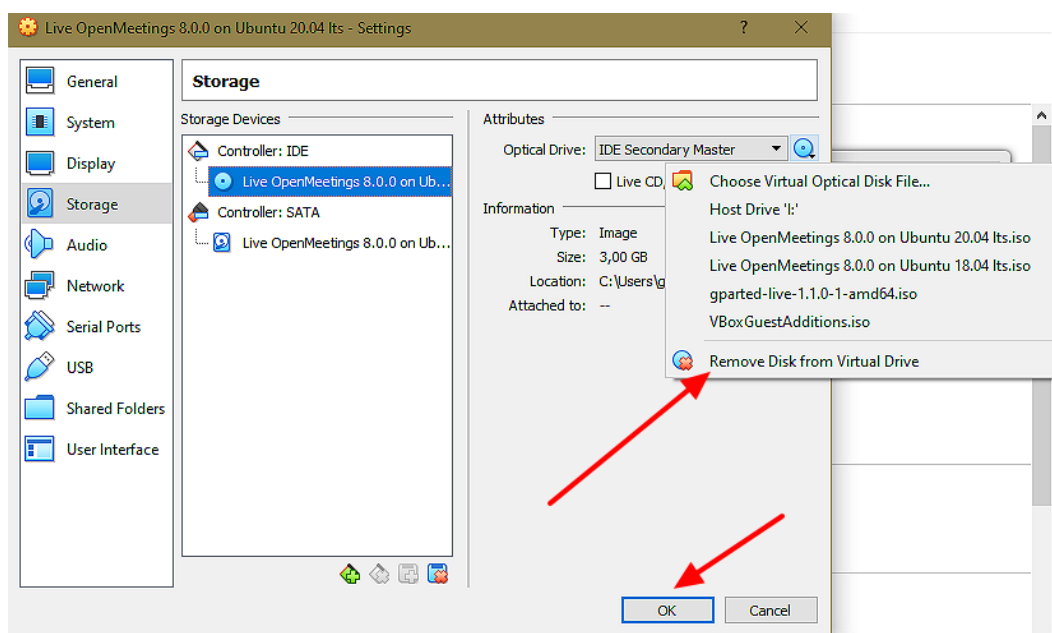 Live OpenMeetings 8.0.0 on Ubuntu 20.04 lts - Settings
?
General
System
Display
Storage
Audio
Network
Serial Ports
USB
Shared Folders
User Interface
Storage
Storage Devices
Controller: IDE
Live OpenMeetings 8.0.0 on Ub...
Controller: SATA
Live OpenMeetings 8.0.0 on Ub...
Attributes
Optical Drive: IDE Secondary Master
Live CD/
Information
Type: Image
Size: 3,00 GB
Location: C:\Users\g
Attached to: --
Choose Virtual Optical Disk File...
Host Drive 'I:'
Live OpenMeetings 8.0.0 on Ubuntu 20.04 lts.iso
Live OpenMeetings 8.0.0 on Ubuntu 18.04 lts.iso
gparted-live-1.1.0-1-amd64.iso
VBoxGuestAdditions.iso
Remove Disk from Virtual Drive
OK
Cancel